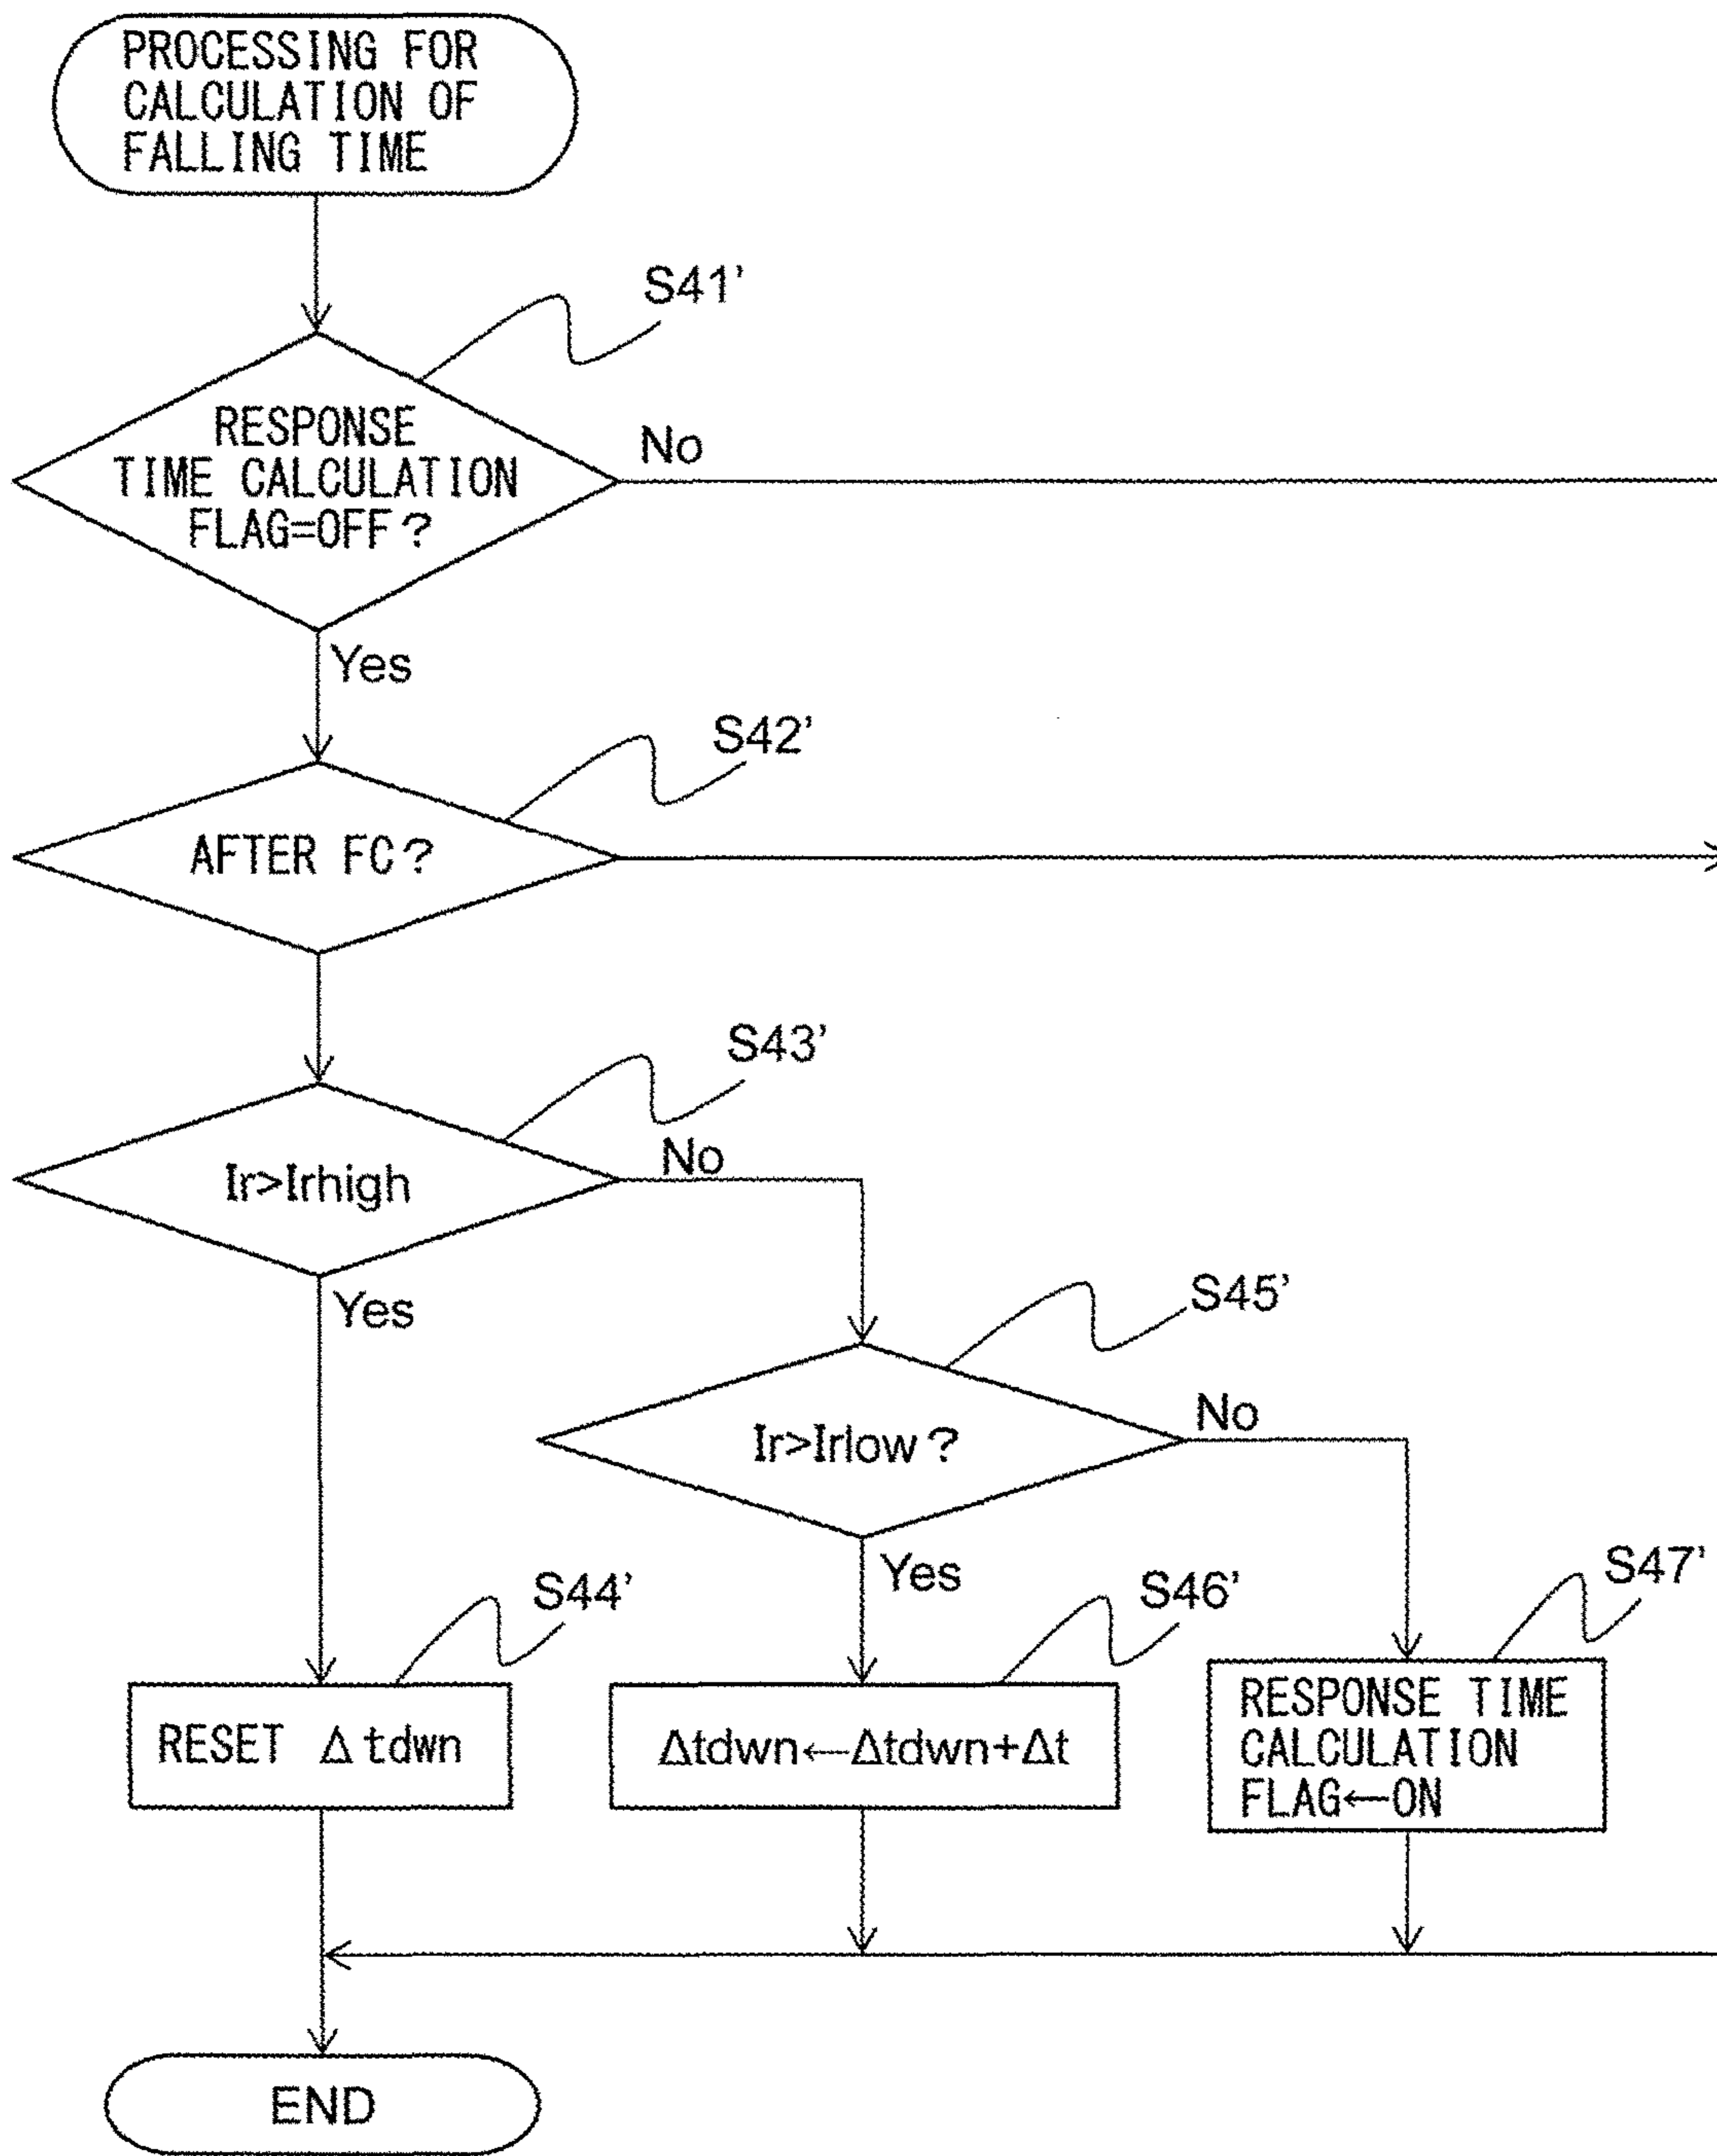 PROCESSING FOR
CALCULATION OF
FALLING TIME
S41’
RESPONSE
TIME CALCULATION
FLAG=OFF?
No
Yes
S42’
AFTER FC?
S43’
Ir>Irhigh
No
Yes
S45’
Ir>Irlow?
No
Yes
S44’
S46’
S47’
RESET Δtdwn
Δtdwn←Δtdwn+Δt
RESPONSE TIME
CALCULATION
FLAG←ON
END